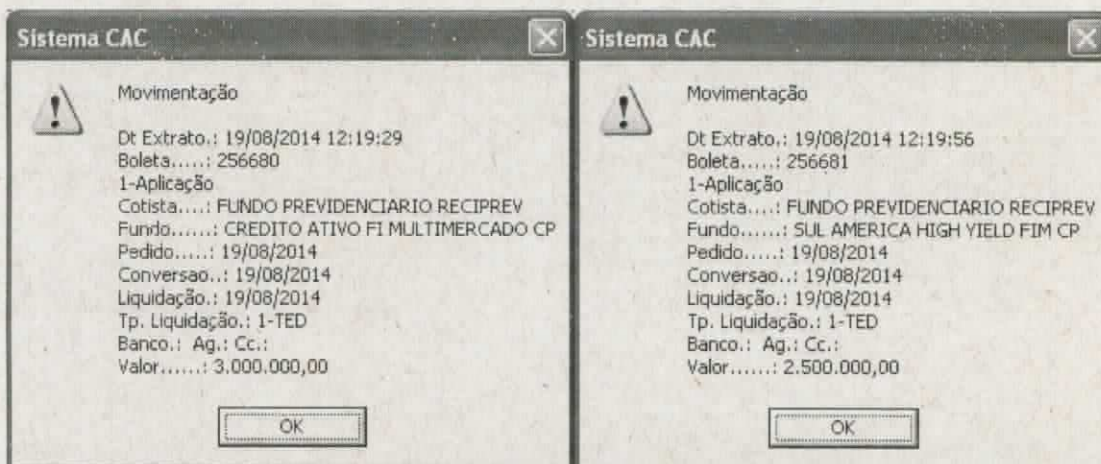 Sistema CAC
Movimentação
Dt Extrato.: 19/08/2014 12:19:29
Boleta.....: 256680
1-Aplicação
Cotista....: FUNDO PREVIDENCIARIO RECIPREV
Fundo......: CREDITO ATIVO FI MULTIMERCADO CP
Pedido.....: 19/08/2014
Conversao..: 19/08/2014
Liquidação.: 19/08/2014
Tp. Liquidação.: 1-TED
Banco.: Ag.: Cc.:
Valor......: 3.000.000,00
OK
Sistema CAC
Movimentação
Dt Extrato.: 19/08/2014 12:19:56
Boleta.....: 256681
1-Aplicação
Cotista....: FUNDO PREVIDENCIARIO RECIPREV
Fundo......: SUL AMERICA HIGH YIELD FIM CP
Pedido.....: 19/08/2014
Conversao..: 19/08/2014
Liquidação.: 19/08/2014
Tp. Liquidação.: 1-TED
Banco.: Ag.: Cc.:
Valor......: 2.500.000,00
OK